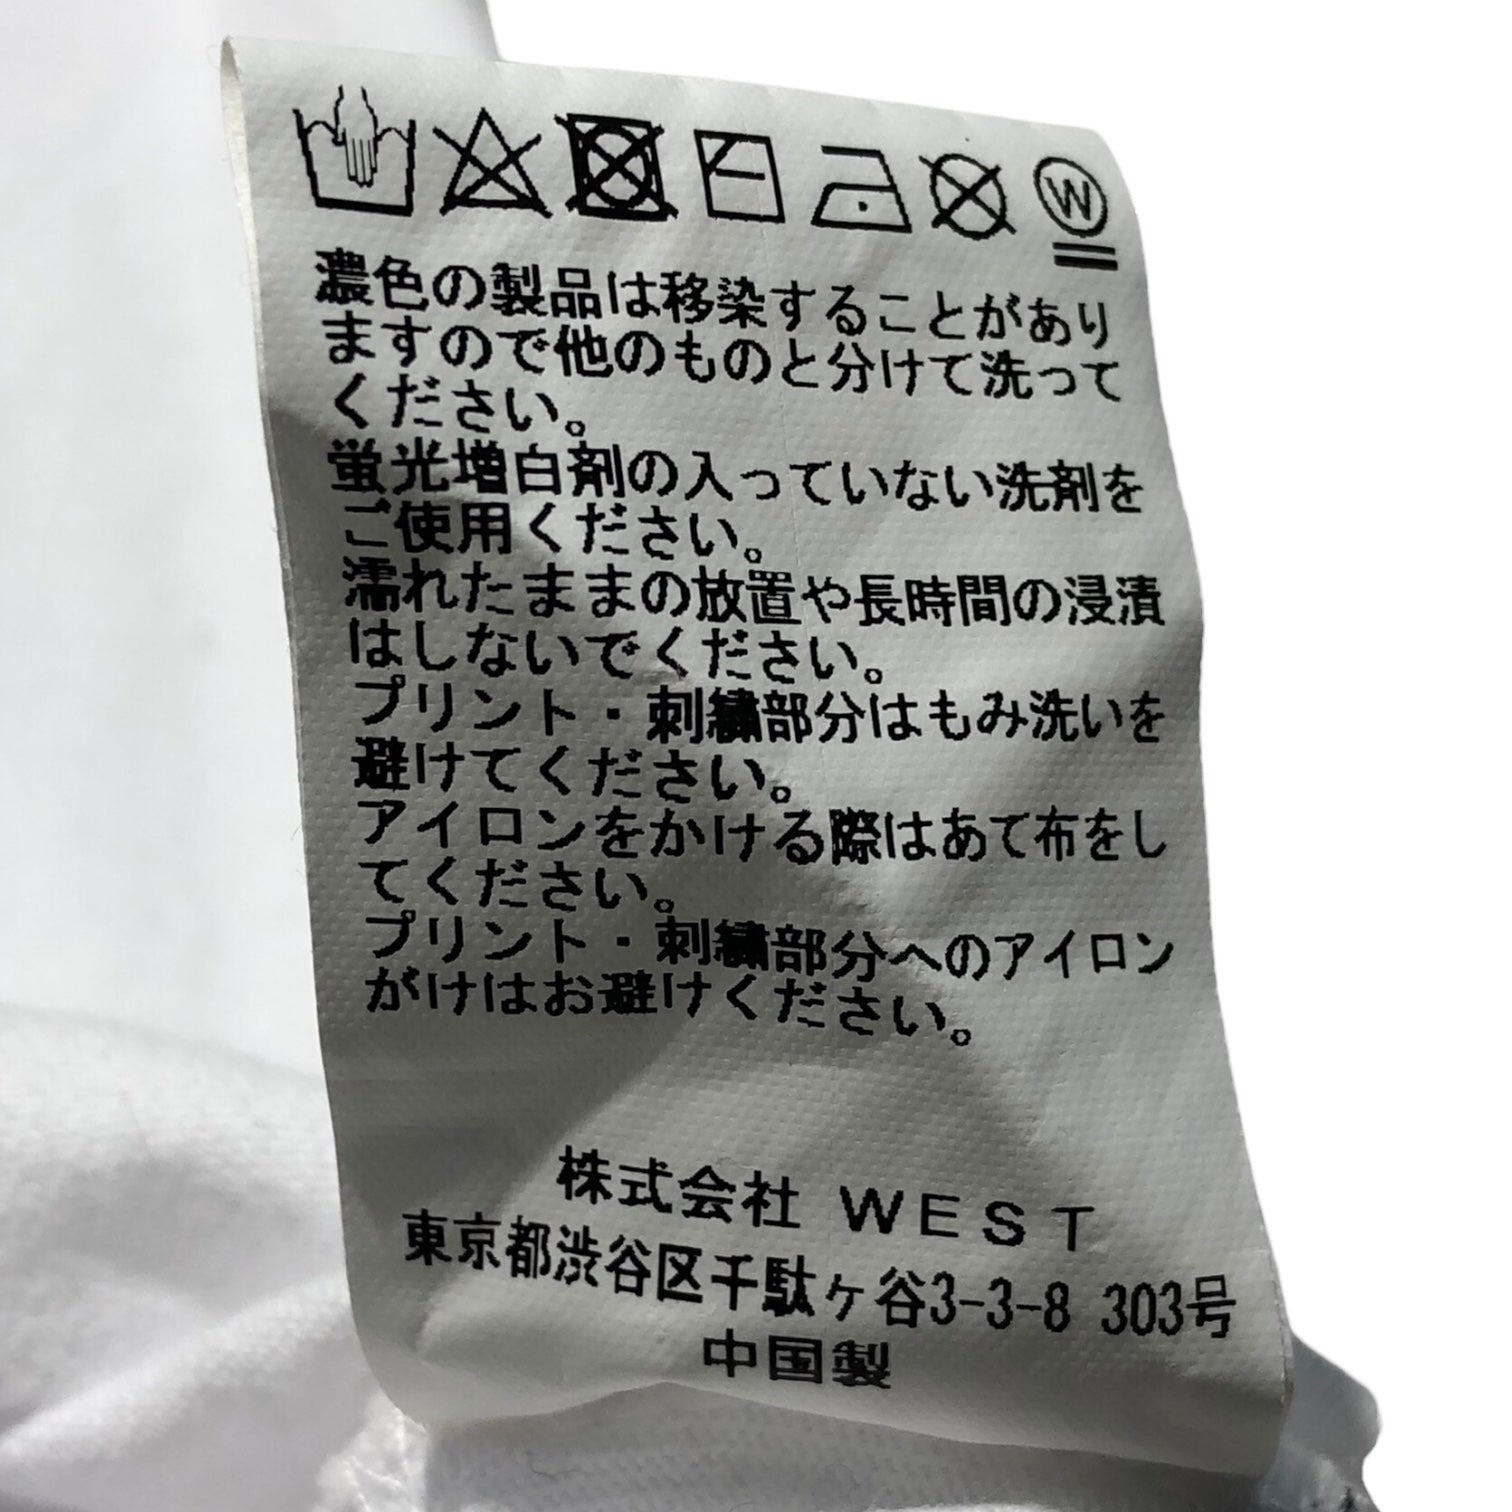 W
濃色の製品は移染することがあり
ますので他のものと分けて洗って
ください。
蛍光増白剤の入っていない洗剤を
ご使用ください。
濡れたままの放置や長時間の浸漬
はしないでください。
プリント・刺繍部分はもみ洗いを
避けてください。
アイロンをかける際はあて布をし
てください。
プリント・刺繍部分へのアイロン
がけはお避けください。
株式会社 WEST
東京都渋谷区千駄ヶ谷3-3-8 303号
中国製